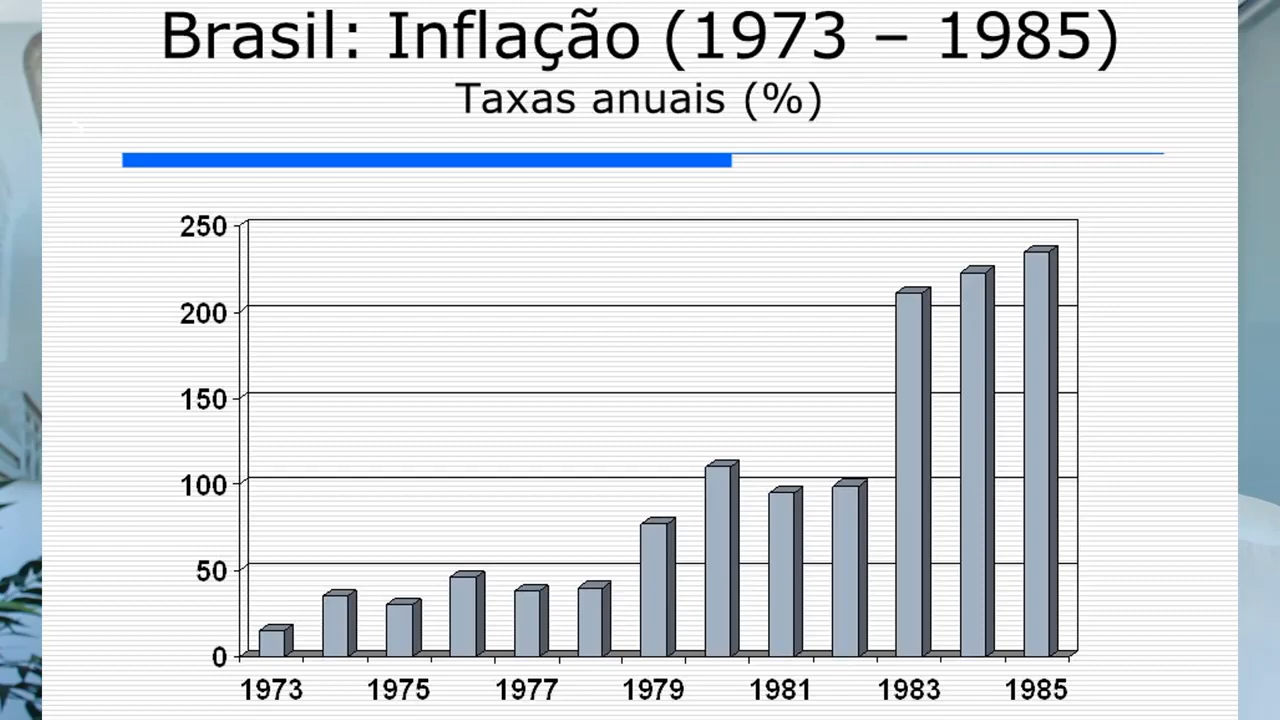 Brasil: Inflação (1973 – 1985)
Taxas anuais (%)
250
200
150
100
50
0
1973 1975 1977 1979 1981 1983 1985